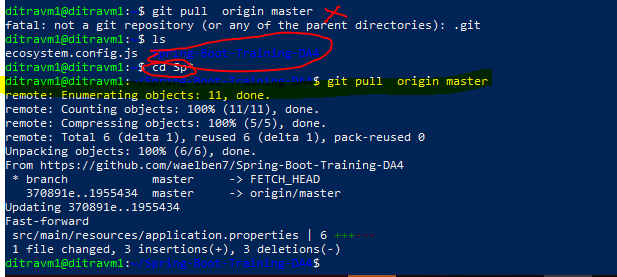 ditravm1@ditravm1:~$ git pull  origin master
fatal: not a git repository (or any of the parent directories): .git
ditravm1@ditravm1:~$ ls
ecosystem.config.js  Spring-Boot-Training-DA4
ditravm1@ditravm1:~$ cd Sp*
ditravm1@ditravm1:~/Spring-Boot-Training-DA4$ git pull  origin master
remote: Enumerating objects: 11, done.
remote: Counting objects: 100% (11/11), done.
remote: Compressing objects: 100% (5/5), done.
remote: Total 6 (delta 1), reused 6 (delta 1), pack-reused 0
Unpacking objects: 100% (6/6), done.
From https://github.com/waelben7/Spring-Boot-Training-DA4
 * branch            master     -> FETCH_HEAD
   370891e..1955434  master     -> origin/master
Updating 370891e..1955434
Fast-forward
 src/main/resources/application.properties | 6 +++---
 1 file changed, 3 insertions(+), 3 deletions(-)
ditravm1@ditravm1:~/Spring-Boot-Training-DA4$